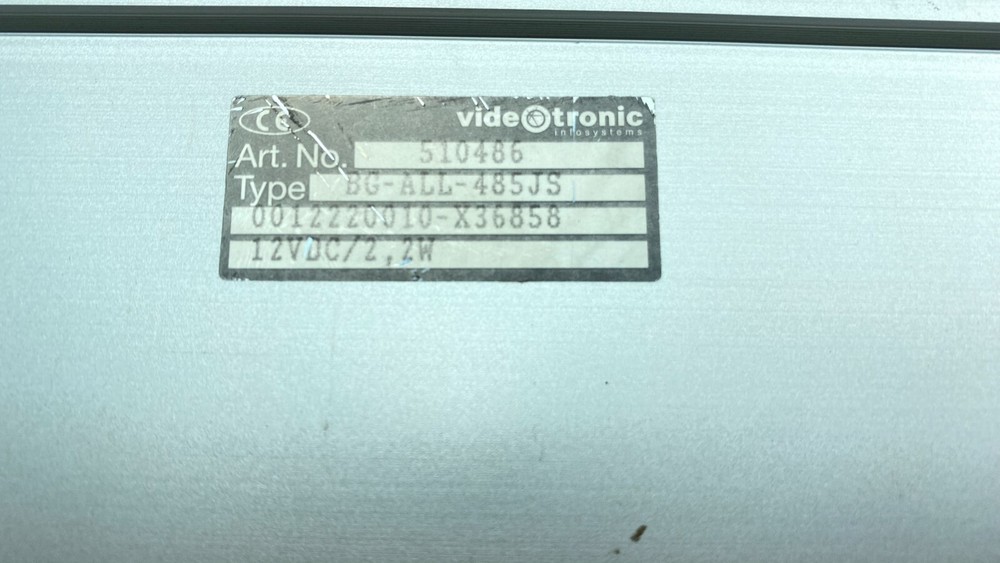 CE videotronic
infosystems
Art. No. 510486
Type BG-ALL-485JS
0012220010-X36858
12VDC/2,2W